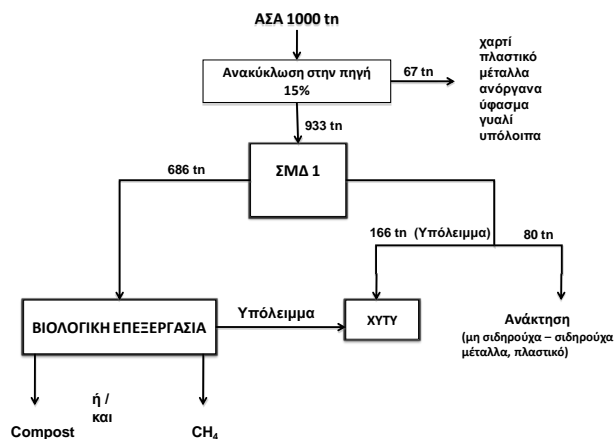 ΑΣΑ 1000 tn
Ανακύκλωση στην πηγή
15%
67 tn
χαρτί
πλαστικό
μέταλλα
ανόργανα
ύφασμα
γυαλί
υπόλοιπα
933 tn
ΣΜΔ 1
686 tn
166 tn (Υπόλειμμα)
80 tn
ΒΙΟΛΟΓΙΚΗ ΕΠΕΞΕΡΓΑΣΙΑ
Υπόλειμμα
ΧΥΤΥ
Ανάκτηση
(μη σιδηρούχα – σιδηρούχα
μέταλλα, πλαστικό)
ή /
και
Compost
CH₄